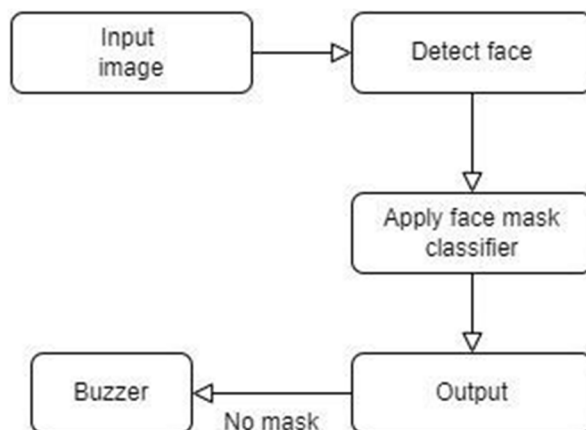 Input
image
Detect face
Apply face mask
classifier
Buzzer
No mask
Output